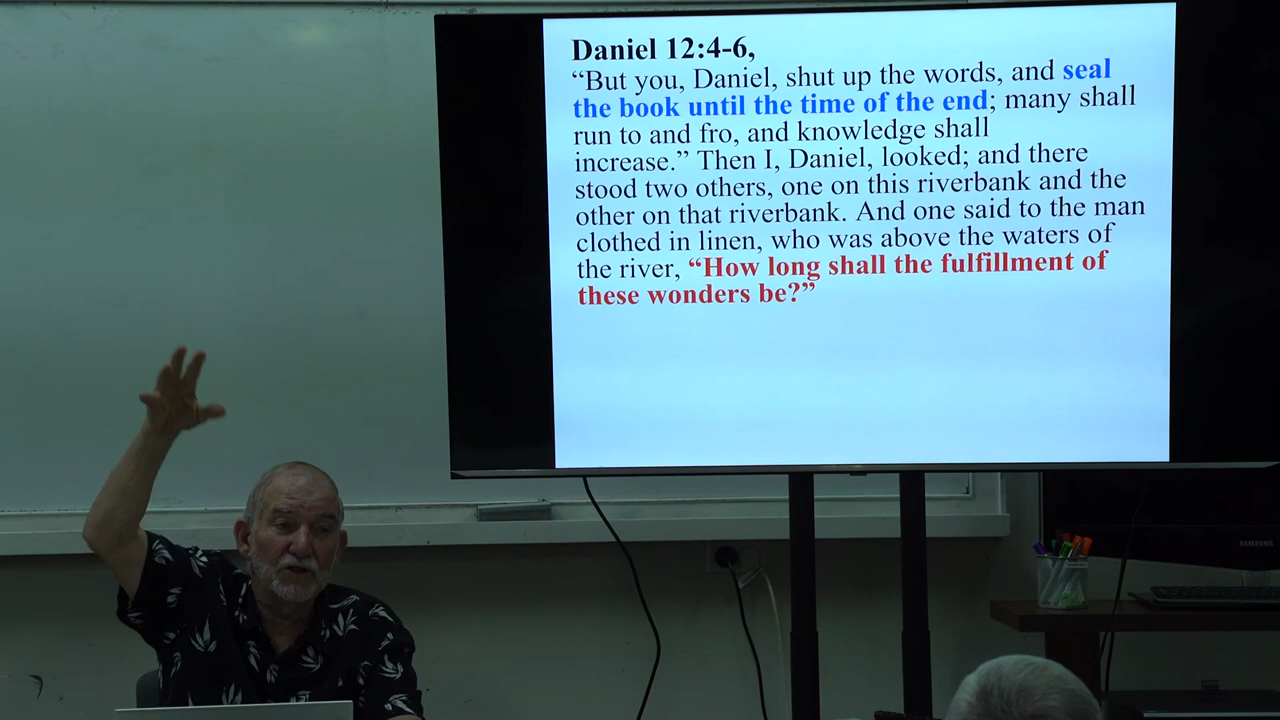 Daniel 12:4-6,
“But you, Daniel, shut up the words, and seal
the book until the time of the end; many shall
run to and fro, and knowledge shall
increase.” Then I, Daniel, looked; and there
stood two others, one on this riverbank and the
other on that riverbank. And one said to the man
clothed in linen, who was above the waters of
the river, “How long shall the fulfillment of
these wonders be?”
SAMSUNG